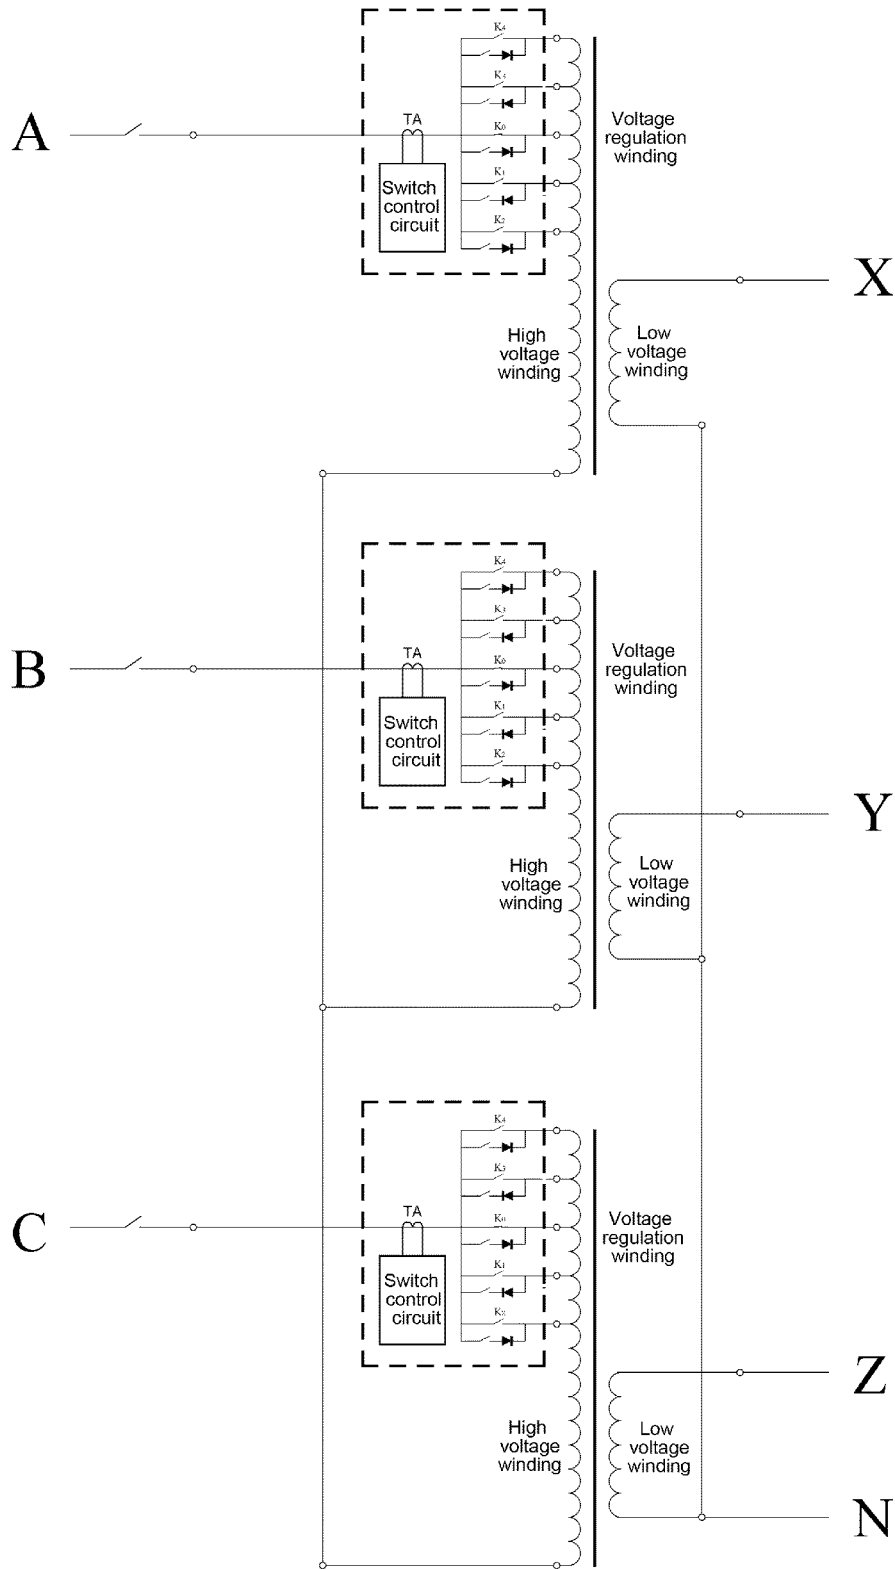 K4
K3
A
TA
K0
Voltage
regulation
winding
Switch
control
circuit
K1
K2
X
High
voltage
winding
Low
voltage
winding
K4
K3
B
TA
K0
Voltage
regulation
winding
Switch
control
circuit
K1
K2
Y
High
voltage
winding
Low
voltage
winding
K4
K3
C
TA
K0
Voltage
regulation
winding
Switch
control
circuit
K1
K2
Z
High
voltage
winding
Low
voltage
winding
N